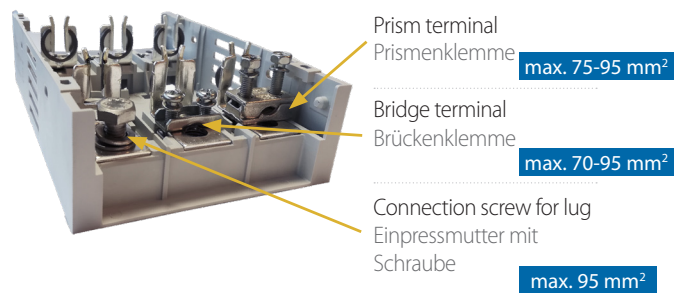 Prism terminal
Prismenklemme
max. 75-95 mm²
Bridge terminal
Brückenklemme
max. 70-95 mm²
Connection screw for lug
Einpressmutter mit
Schraube
max. 95 mm²